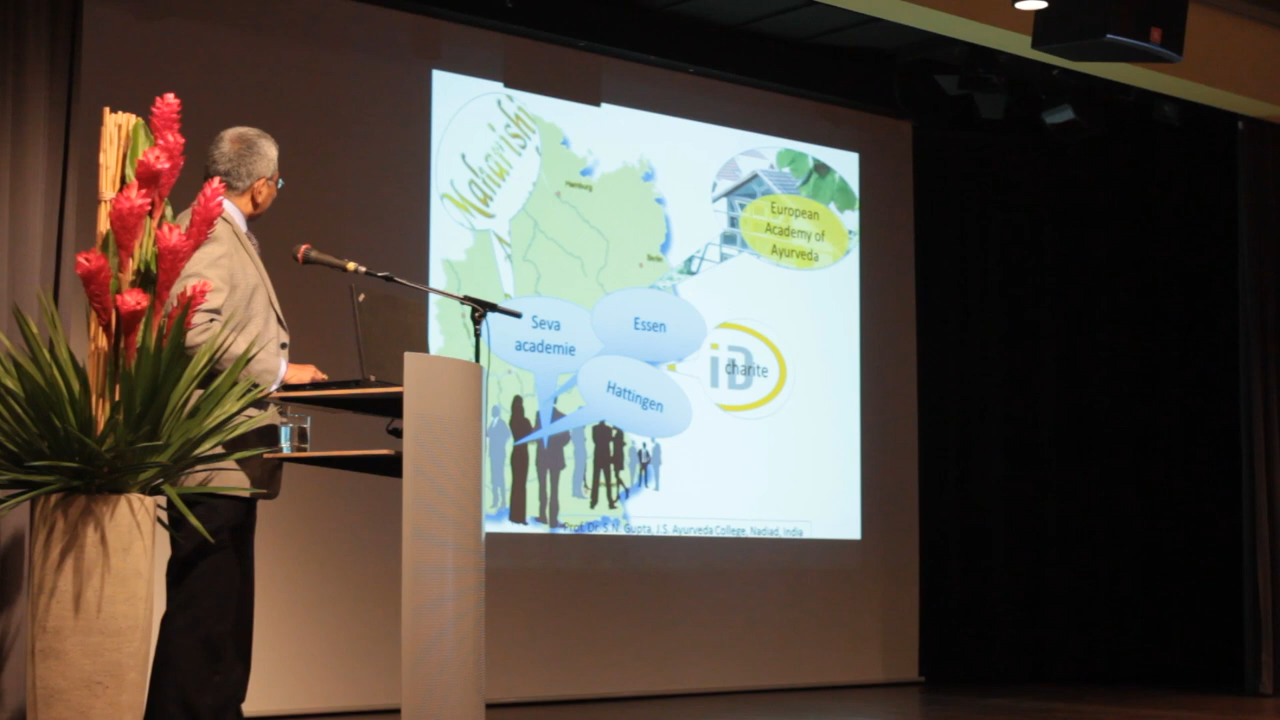 Maharishi
Hamburg
Berlin
European
Academy of
Ayurveda
Seva
academie
Essen
Hattingen
iD
charite
Prof. Dr. S.N. Gupta, J.S. Ayurveda College, Nadiad, India